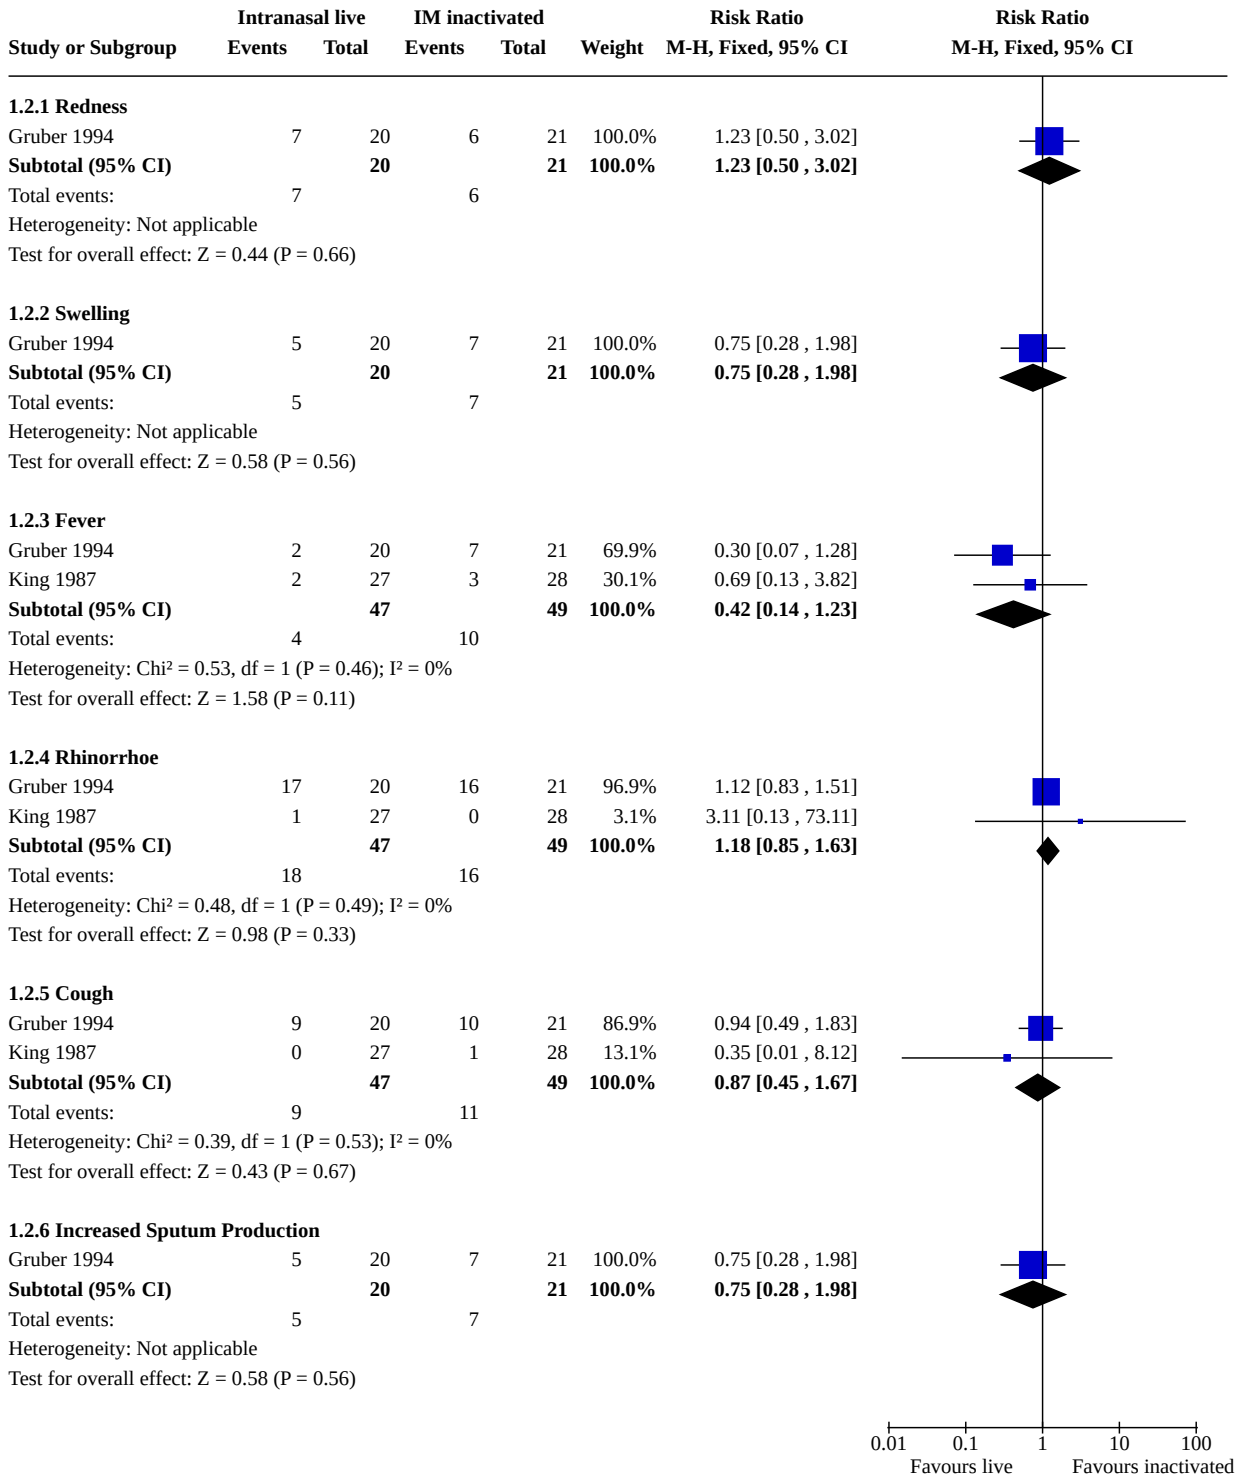 Intranasal live IM inactivated Risk Ratio Risk Ratio
Study or Subgroup Events Total Events Total Weight M-H, Fixed, 95% CI M-H, Fixed, 95% CI
1.2.1 Redness
Gruber 1994 7 20 6 21 100.0% 1.23 [0.50 , 3.02]
Subtotal (95% CI) 20 21 100.0% 1.23 [0.50 , 3.02]
Total events: 7 6
Heterogeneity: Not applicable
Test for overall effect: Z = 0.44 (P = 0.66)
1.2.2 Swelling
Gruber 1994 5 20 7 21 100.0% 0.75 [0.28 , 1.98]
Subtotal (95% CI) 20 21 100.0% 0.75 [0.28 , 1.98]
Total events: 5 7
Heterogeneity: Not applicable
Test for overall effect: Z = 0.58 (P = 0.56)
1.2.3 Fever
Gruber 1994 2 20 7 21 69.9% 0.30 [0.07 , 1.28]
King 1987 2 27 3 28 30.1% 0.69 [0.13 , 3.82]
Subtotal (95% CI) 47 49 100.0% 0.42 [0.14 , 1.23]
Total events: 4 10
Heterogeneity: Chi² = 0.53, df = 1 (P = 0.46); I² = 0%
Test for overall effect: Z = 1.58 (P = 0.11)
1.2.4 Rhinorrhoe
Gruber 1994 17 20 16 21 96.9% 1.12 [0.83 , 1.51]
King 1987 1 27 0 28 3.1% 3.11 [0.13 , 73.11]
Subtotal (95% CI) 47 49 100.0% 1.18 [0.85 , 1.63]
Total events: 18 16
Heterogeneity: Chi² = 0.48, df = 1 (P = 0.49); I² = 0%
Test for overall effect: Z = 0.98 (P = 0.33)
1.2.5 Cough
Gruber 1994 9 20 10 21 86.9% 0.94 [0.49 , 1.83]
King 1987 0 27 1 28 13.1% 0.35 [0.01 , 8.12]
Subtotal (95% CI) 47 49 100.0% 0.87 [0.45 , 1.67]
Total events: 9 11
Heterogeneity: Chi² = 0.39, df = 1 (P = 0.53); I² = 0%
Test for overall effect: Z = 0.43 (P = 0.67)
1.2.6 Increased Sputum Production
Gruber 1994 5 20 7 21 100.0% 0.75 [0.28 , 1.98]
Subtotal (95% CI) 20 21 100.0% 0.75 [0.28 , 1.98]
Total events: 5 7
Heterogeneity: Not applicable
Test for overall effect: Z = 0.58 (P = 0.56)
0.01 0.1 1 10 100
Favours live Favours inactivated